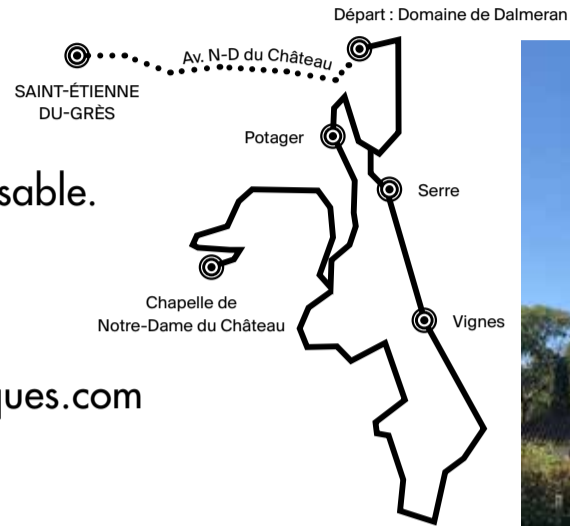 Départ : Domaine de Dalmeran
Av. N-D du Château
SAINT-ÉTIENNE
DU-GRÈS
Potager
sable.
Serre
Chapelle de
Notre-Dame du Château
Vignes
ques.com